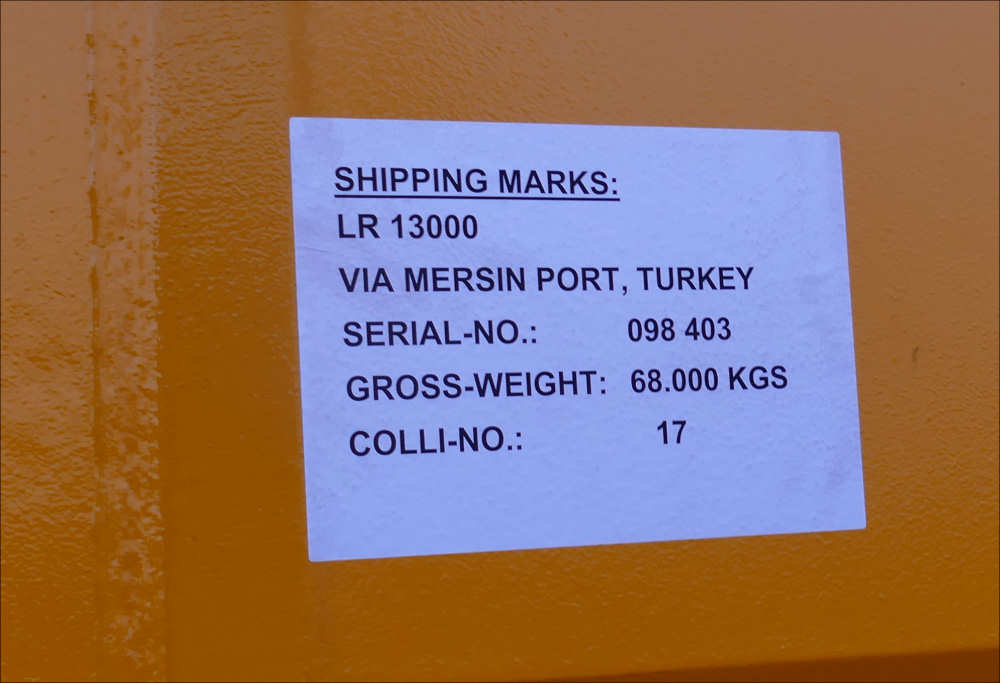 SHIPPING MARKS:
LR 13000
VIA MERSIN PORT, TURKEY
SERIAL-NO.: 098 403
GROSS-WEIGHT: 68.000 KGS
COLLI-NO.: 17